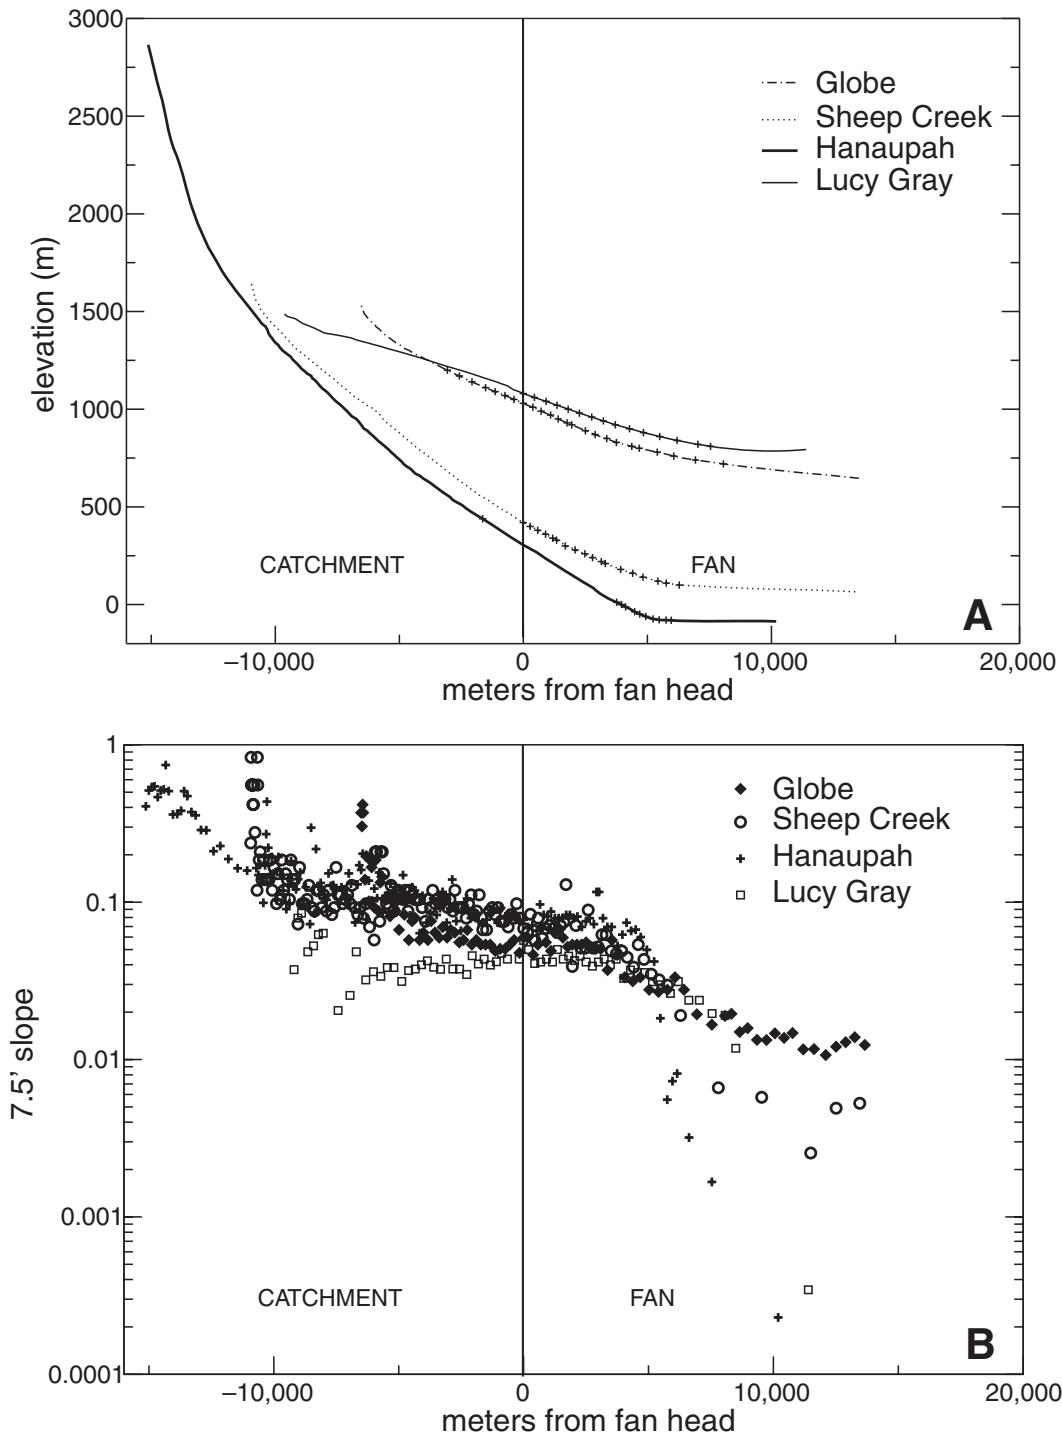 3000
2500
2000
1500
1000
500
0
elevation (m)
Globe
Sheep Creek
Hanaupah
Lucy Gray
CATCHMENT
FAN
A
–10,000
0
10,000
20,000
meters from fan head
1
0.1
0.01
0.001
0.0001
7.5' slope
Globe
Sheep Creek
Hanaupah
Lucy Gray
CATCHMENT
FAN
B
–10,000
0
10,000
20,000
meters from fan head